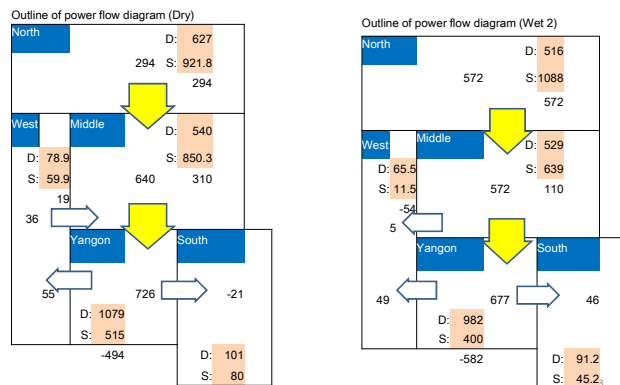 Outline of power flow diagram (Dry)
North
D: 627
294 S: 921.8
294
West Middle
D: 540
S: 850.3
D: 78.9
S: 59.9
640 310
19
36
Yangon South
55 726 -21
D: 1079
S: 515
-494
D: 101
S: 80
Outline of power flow diagram (Wet 2)
North
D: 516
572 S: 1088
572
West Middle
D: 529
S: 639
D: 65.5
S: 11.5
572 110
-54
5
Yangon South
49 677 46
D: 982
S: 400
-582
D: 91.2
S: 45.2